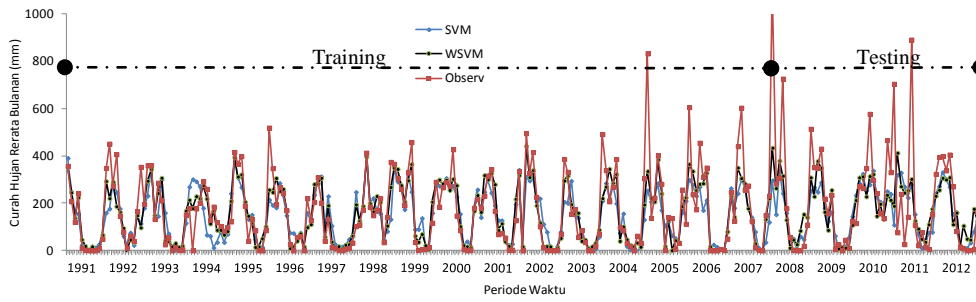 1000
800
600
400
200
0
Curah Hujan Rerata Bulanan (mm)
SVM
WSVM
Observ
Training
Testing
1991 1992 1993 1994 1995 1996 1997 1998 1999 2000 2001 2002 2003 2004 2005 2006 2007 2008 2009 2010 2011 2012
Periode Waktu